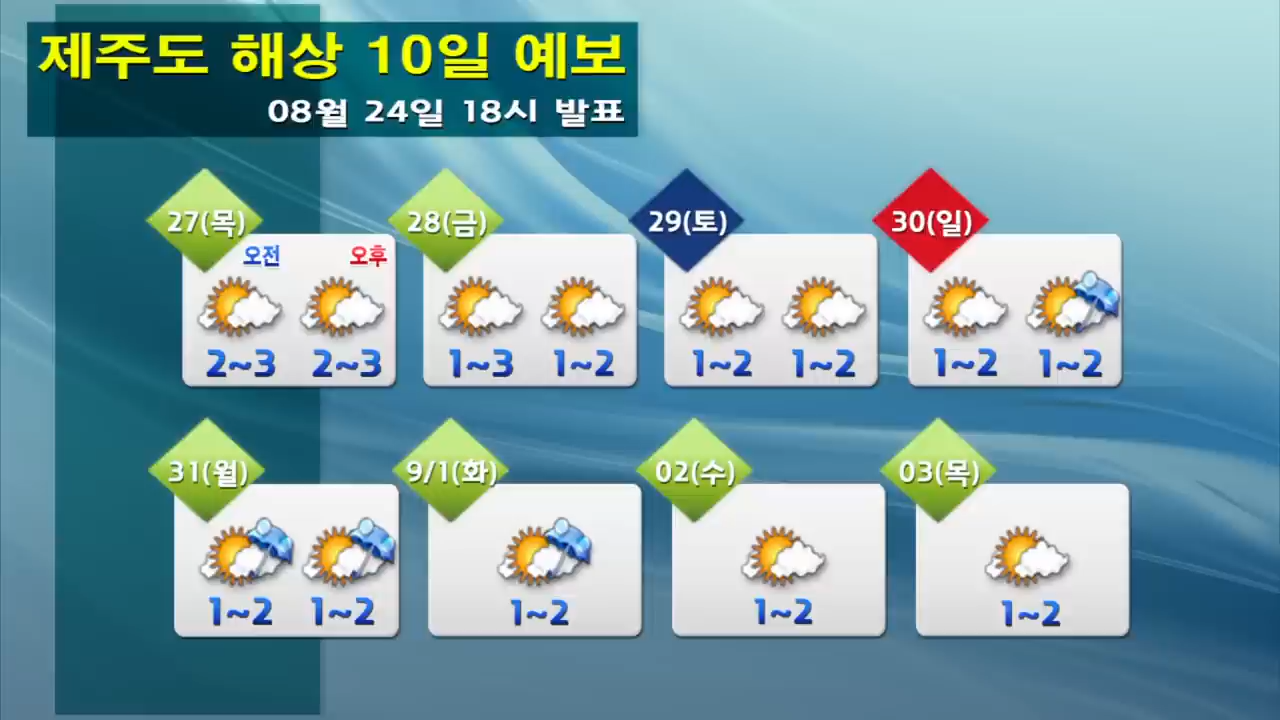 제주도 해상 10일 예보
08월 24일 18시 발표
27(목) 28(금) 29(토) 30(일)
오전 오후
2~3 2~3 1~3 1~2 1~2 1~2 1~2 1~2
31(월) 9/1(화) 02(수) 03(목)
1~2 1~2 1~2 1~2 1~2